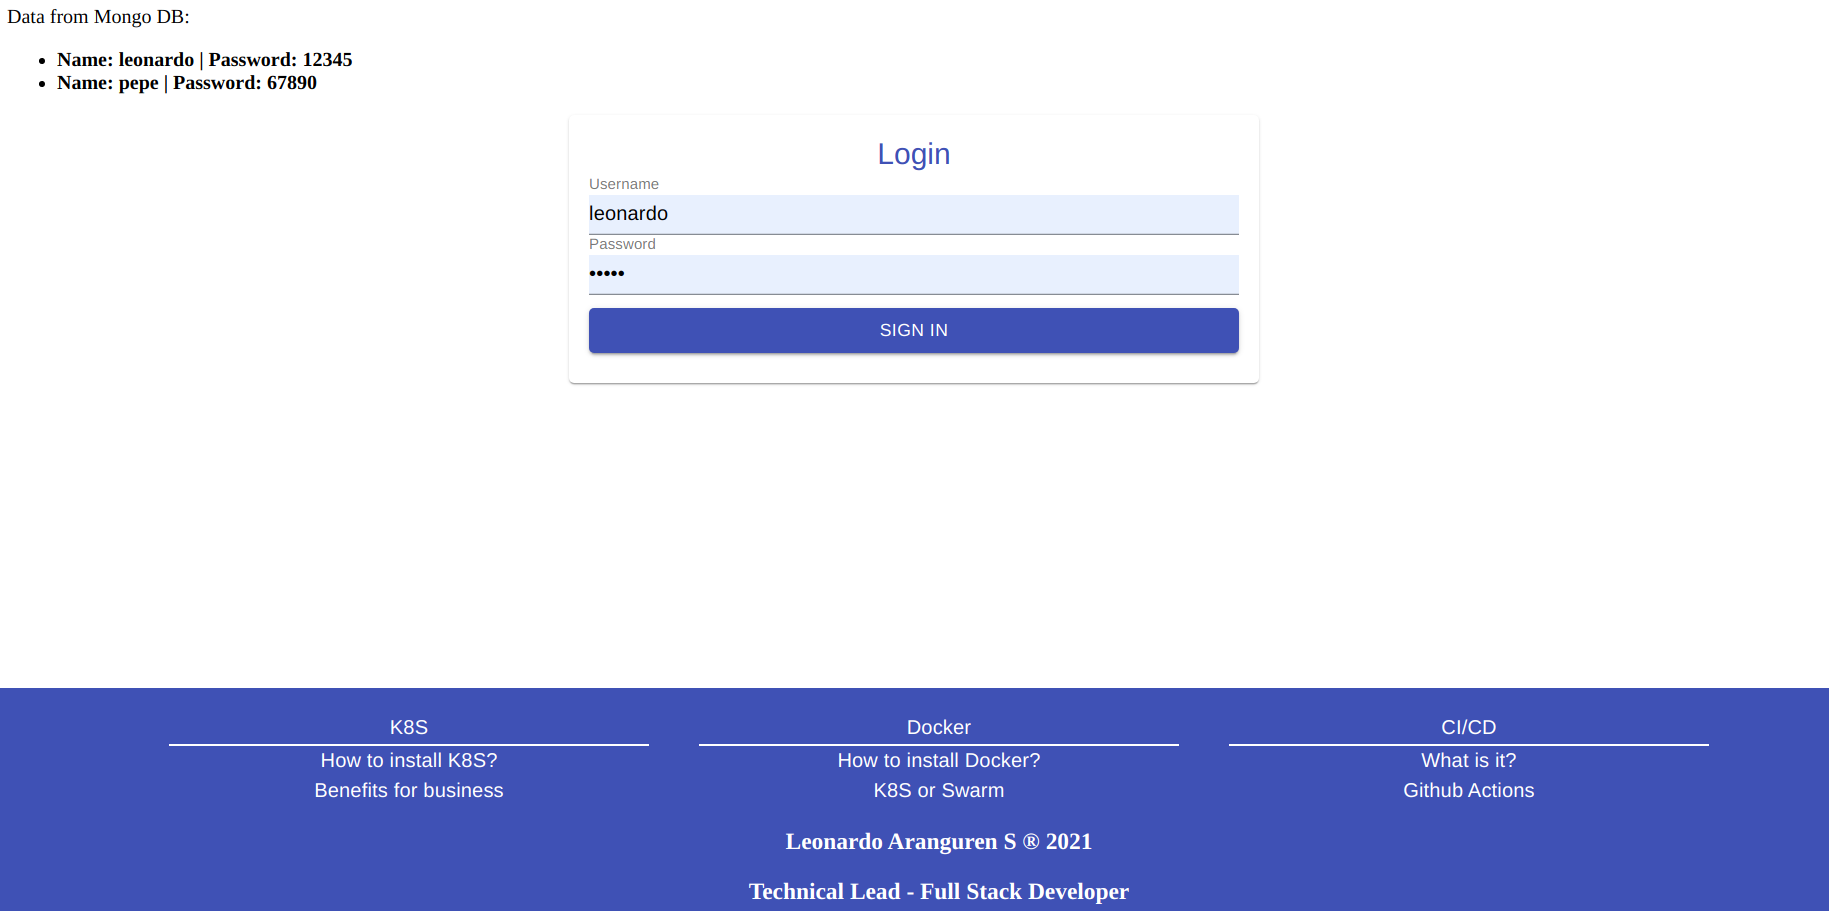 Data from Mongo DB:
Name: leonardo | Password: 12345
Name: pepe | Password: 67890
Login
Username
leonardo
Password
•••••
SIGN IN
K8S
How to install K8S?
Benefits for business
Docker
How to install Docker?
K8S or Swarm
CI/CD
What is it?
Github Actions
Leonardo Aranguren S ® 2021
Technical Lead - Full Stack Developer